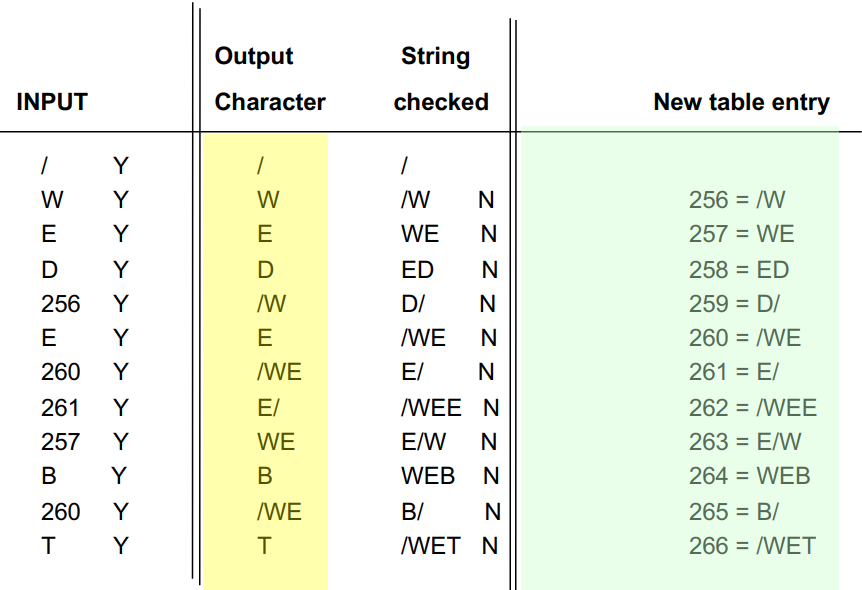 Output String
INPUT Character checked New table entry
/ Y / /
W Y W /W N 256 = /W
E Y E WE N 257 = WE
D Y D ED N 258 = ED
256 Y /W D/ N 259 = D/
E Y E /WE N 260 = /WE
260 Y /WE E/ N 261 = E/
261 Y E/ /WEE N 262 = /WEE
257 Y WE E/W N 263 = E/W
B Y B WEB N 264 = WEB
260 Y /WE B/ N 265 = B/
T Y T /WET N 266 = /WET